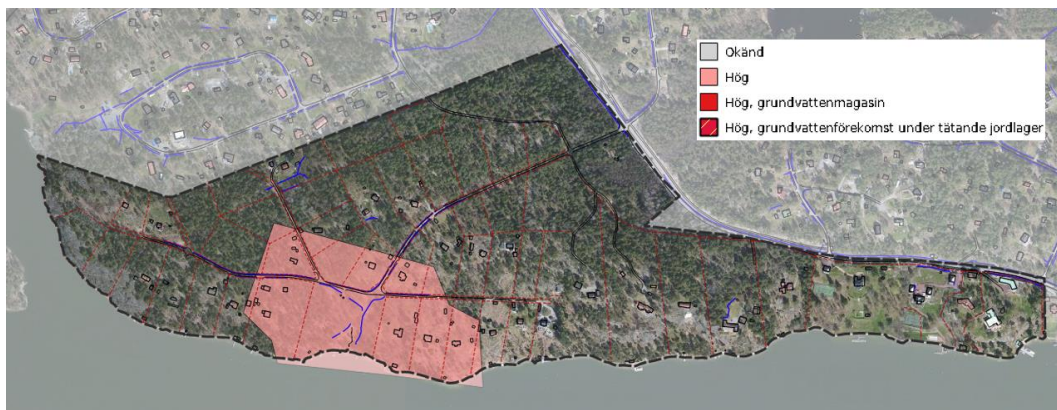 Okänd
Hög
Hög, grundvattenmagasin
Hög, grundvattenförekomst under tätande jordlager